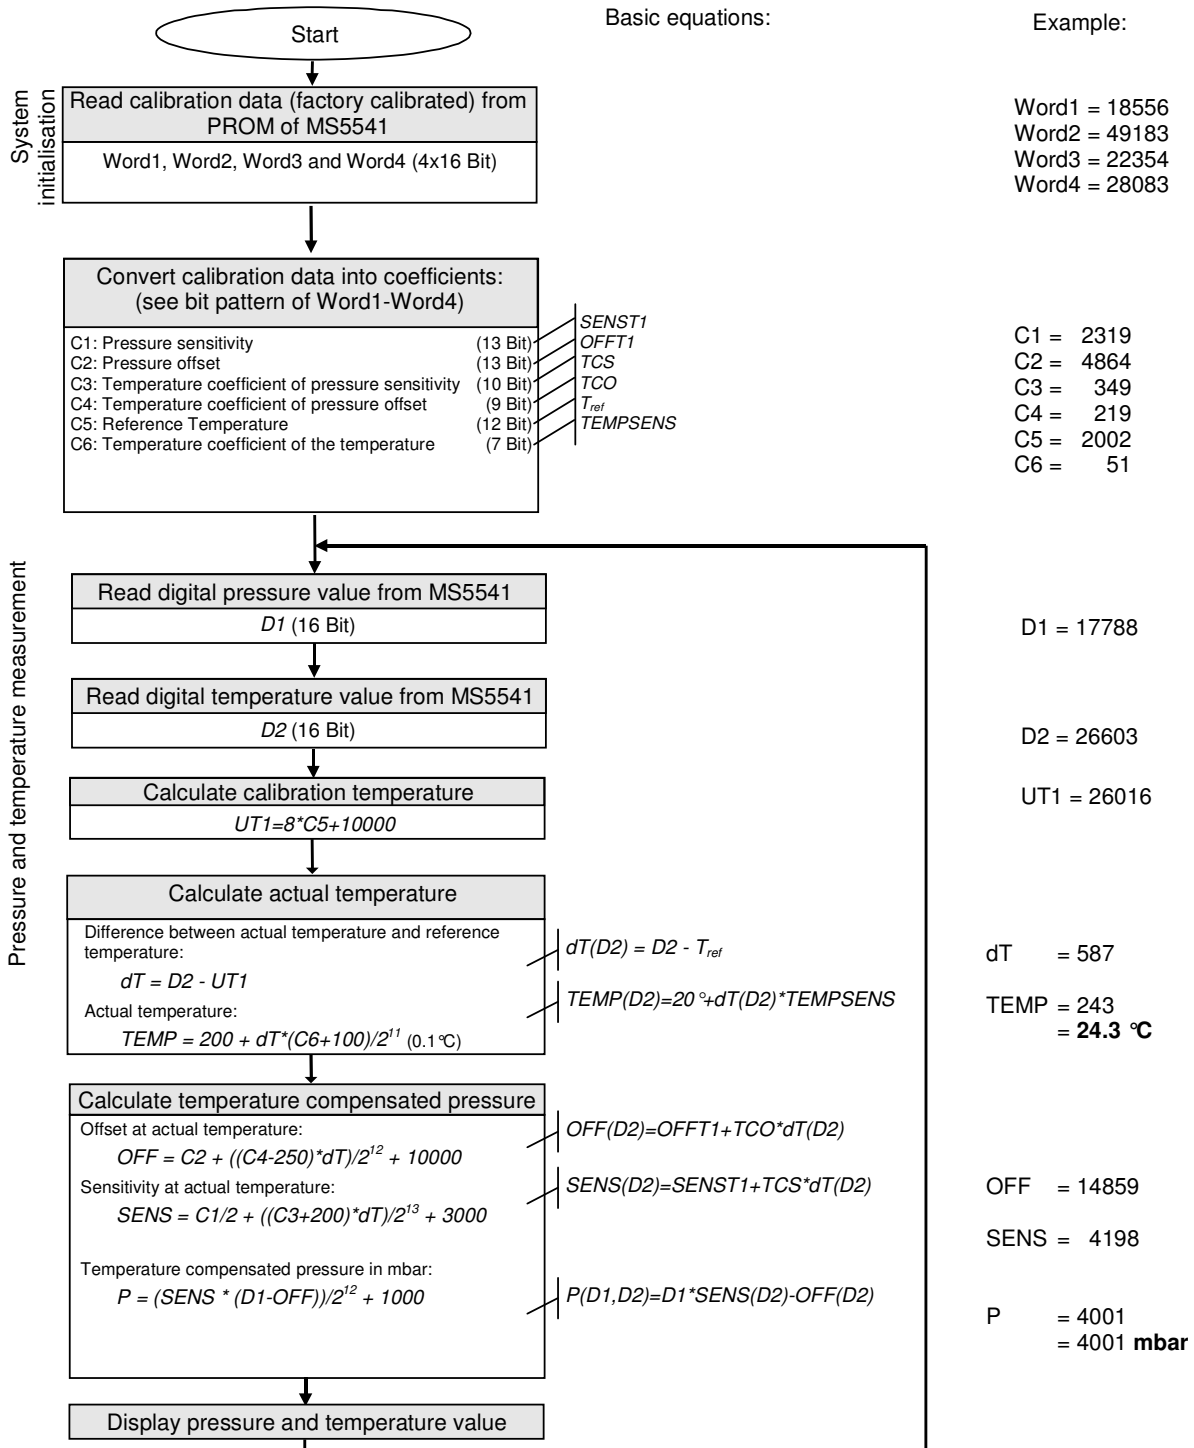 Basic equations:
Example:
Start
System
initialisation
Read calibration data (factory calibrated) from
PROM of MS5541
Word1, Word2, Word3 and Word4 (4x16 Bit)
Word1 = 18556
Word2 = 49183
Word3 = 22354
Word4 = 28083
Convert calibration data into coefficients:
(see bit pattern of Word1-Word4)
C1: Pressure sensitivity (13 Bit)
C2: Pressure offset (13 Bit)
C3: Temperature coefficient of pressure sensitivity (10 Bit)
C4: Temperature coefficient of pressure offset (9 Bit)
C5: Reference Temperature (12 Bit)
C6: Temperature coefficient of the temperature (7 Bit)
SENST1
OFFT1
TCS
TCO
T_ref
TEMPSENS
C1 = 2319
C2 = 4864
C3 = 349
C4 = 219
C5 = 2002
C6 = 51
Pressure and temperature measurement
Read digital pressure value from MS5541
D1 (16 Bit)
D1 = 17788
Read digital temperature value from MS5541
D2 (16 Bit)
D2 = 26603
Calculate calibration temperature
UT1=8*C5+10000
UT1 = 26016
Calculate actual temperature
Difference between actual temperature and reference
temperature:
dT = D2 - UT1
Actual temperature:
TEMP = 200 + dT*(C6+100)/2^11 (0.1°C)
dT(D2) = D2 - T_ref
TEMP(D2)=20°+dT(D2)*TEMPSENS
dT = 587
TEMP = 243
= 24.3 °C
Calculate temperature compensated pressure
Offset at actual temperature:
OFF = C2 + ((C4-250)*dT)/2^12 + 10000
Sensitivity at actual temperature:
SENS = C1/2 + ((C3+200)*dT)/2^13 + 3000
Temperature compensated pressure in mbar:
P = (SENS * (D1-OFF))/2^12 + 1000
OFF(D2)=OFFT1+TCO*dT(D2)
SENS(D2)=SENST1+TCS*dT(D2)
P(D1,D2)=D1*SENS(D2)-OFF(D2)
OFF = 14859
SENS = 4198
P = 4001
= 4001 mbar
Display pressure and temperature value